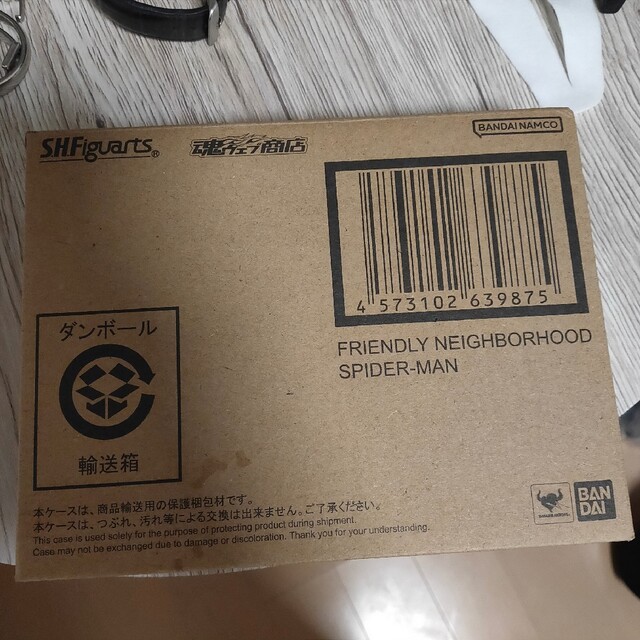 S.H.Figuarts®
魂ウェブ商店
BANDAI NAMCO
4 573102 639875
FRIENDLY NEIGHBORHOOD
SPIDER-MAN
ダンボール
輸送箱
本ケースは、商品輸送用の保護梱包材です。
本ケースは、つぶれ、汚れ等による交換は出来ません。ご了承ください。
This case is used solely for the purpose of protecting product during shipment.
Case may not be exchanged due to damage or discoloration. Thank you for your understanding.
BAN
DAI